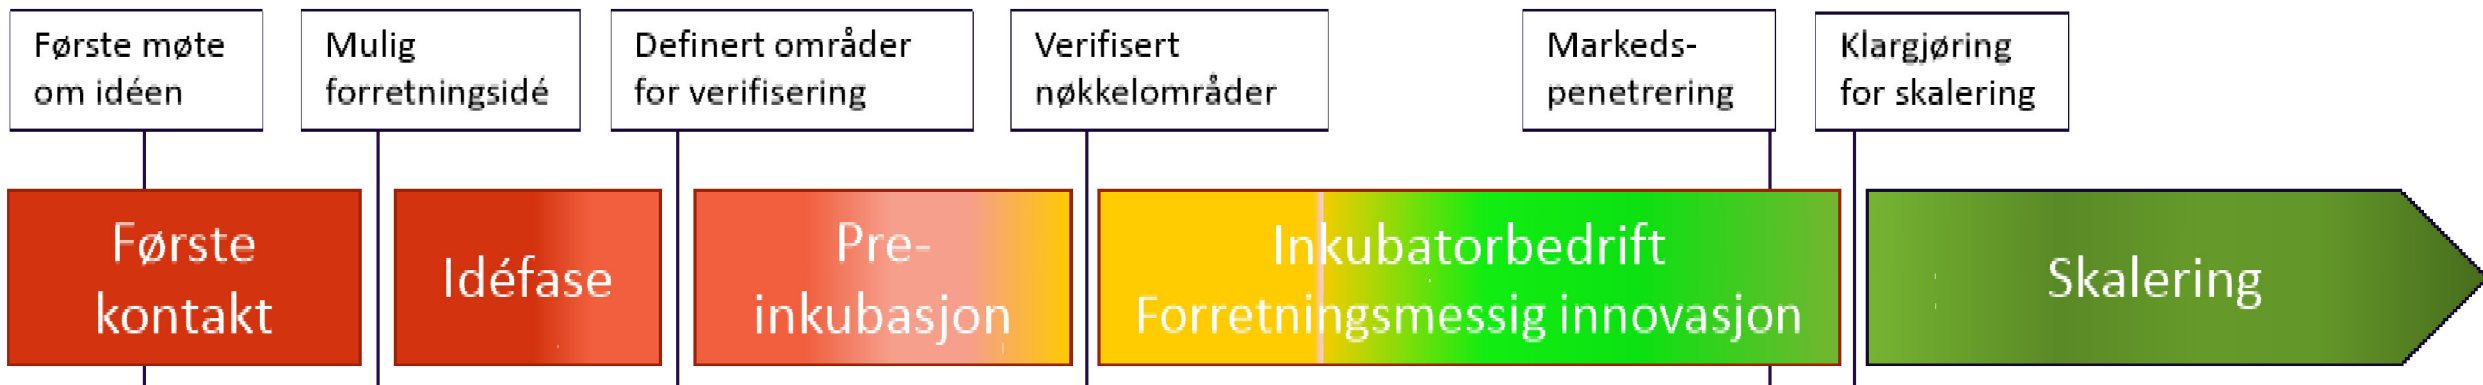 Første møte
om idéen
Mulig
forretningsidé
Definert områder
for verifisering
Verifisert
nøkkelområder
Markeds-
penetrering
Klargjøring
for skalering
Første
kontakt
Idéfase
Pre-
inkubasjon
Inkubatorbedrift
Forretningsmessig innovasjon
Skalering